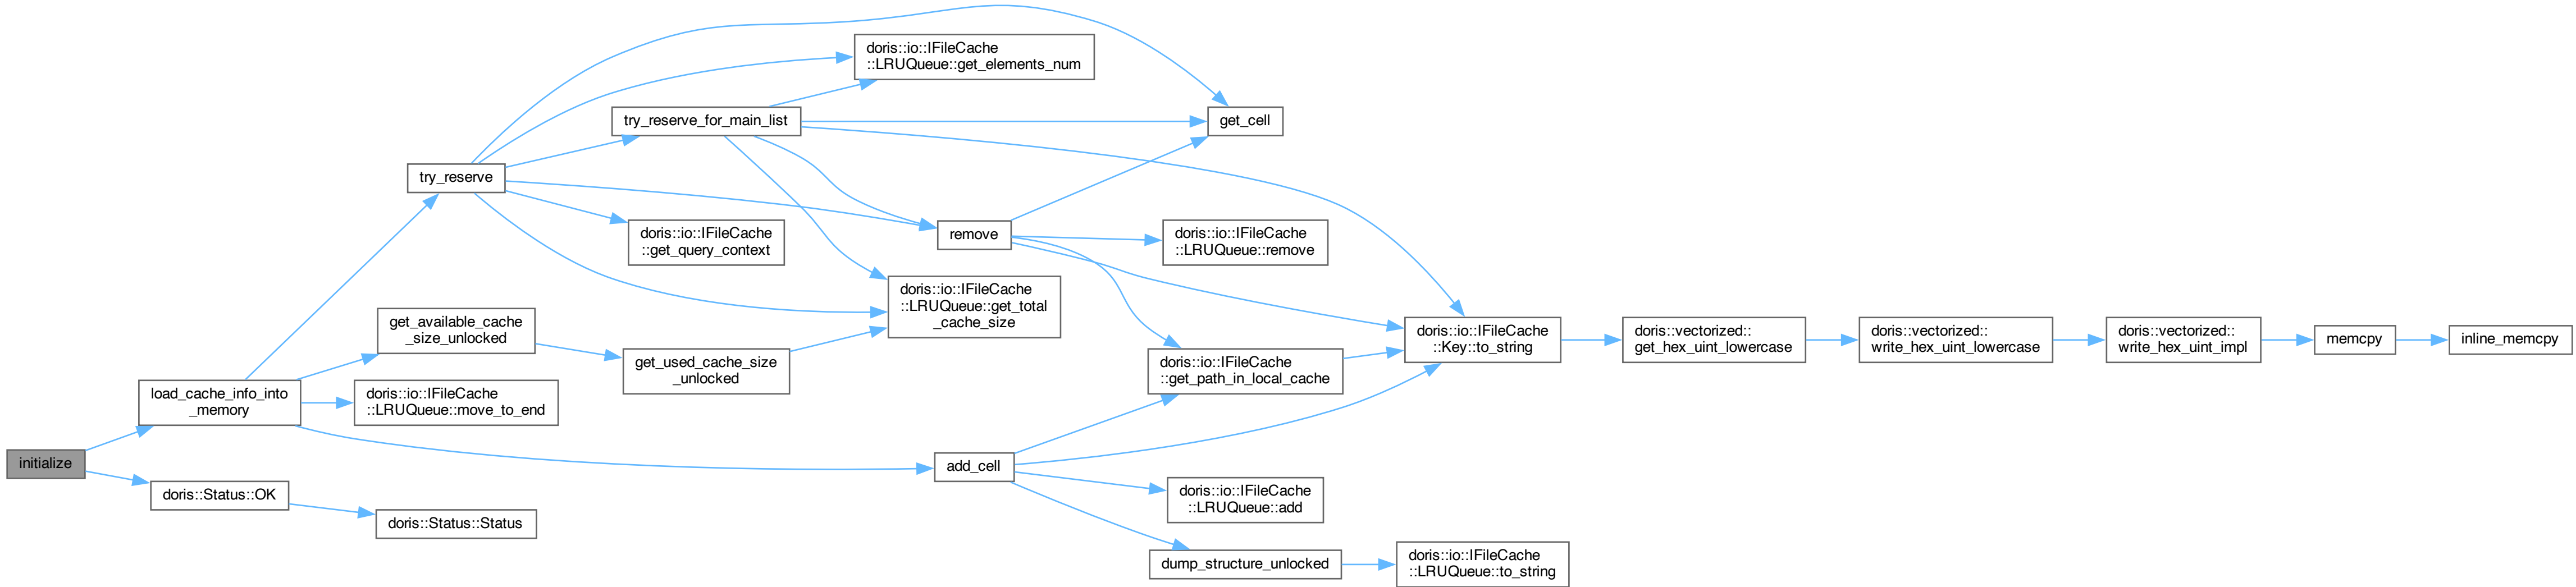 initialize
load_cache_info_into
_memory
doris::Status::OK
try_reserve
get_available_cache
_size_unlocked
doris::io::IFileCache
::LRUQueue::move_to_end
doris::Status::Status
try_reserve_for_main_list
doris::io::IFileCache
::get_query_context
get_used_cache_size
_unlocked
doris::io::IFileCache
::LRUQueue::get_elements_num
remove
doris::io::IFileCache
::LRUQueue::get_total
_cache_size
add_cell
get_cell
doris::io::IFileCache
::LRUQueue::remove
doris::io::IFileCache
::get_path_in_local_cache
doris::io::IFileCache
::LRUQueue::add
dump_structure_unlocked
doris::io::IFileCache
::Key::to_string
doris::io::IFileCache
::LRUQueue::to_string
doris::vectorized::
get_hex_uint_lowercase
doris::vectorized::
write_hex_uint_lowercase
doris::vectorized::
write_hex_uint_impl
memcpy
inline_memcpy